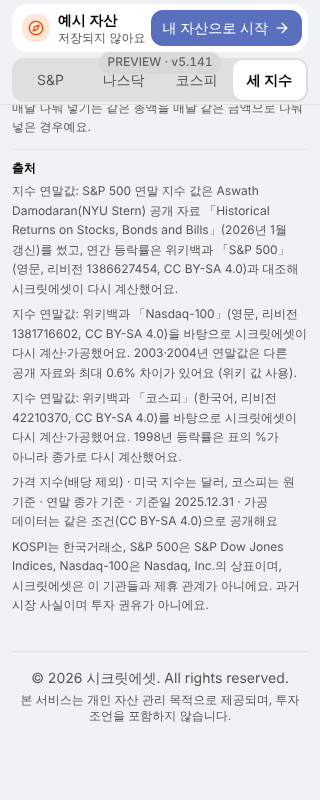 예시 자산
저장되지 않아요
내 자산으로 시작 →
PREVIEW · v5.141
S&P 나스닥 코스피 세 지수
매달 나눠 넣기는 같은 총액을 매달 같은 금액으로 나눠
넣은 경우예요.
출처
지수 연말값: S&P 500 연말 지수 값은 Aswath
Damodaran(NYU Stern) 공개 자료 「Historical
Returns on Stocks, Bonds and Bills」(2026년 1월
갱신)를 썼고, 연간 등락률은 위키백과 「S&P 500」
(영문, 리비전 1386627454, CC BY-SA 4.0)과 대조해
시크릿에셋이 다시 계산했어요.
지수 연말값: 위키백과 「Nasdaq-100」(영문, 리비전
1381716602, CC BY-SA 4.0)을 바탕으로 시크릿에셋이
다시 계산·가공했어요. 2003·2004년 연말값은 다른
공개 자료와 최대 0.6% 차이가 있어요 (위키 값 사용).
지수 연말값: 위키백과 「코스피」(한국어, 리비전
42210370, CC BY-SA 4.0)를 바탕으로 시크릿에셋이
다시 계산·가공했어요. 1998년 등락률은 표의 %가
아니라 종가로 다시 계산했어요.
가격 지수(배당 제외) · 미국 지수는 달러, 코스피는 원
기준 · 연말 종가 기준 · 기준일 2025.12.31 · 가공
데이터는 같은 조건(CC BY-SA 4.0)으로 공개해요
KOSPI는 한국거래소, S&P 500은 S&P Dow Jones
Indices, Nasdaq-100은 Nasdaq, Inc.의 상표이며,
시크릿에셋은 이 기관들과 제휴 관계가 아니에요. 과거
시장 사실이며 투자 권유가 아니에요.
© 2026 시크릿에셋. All rights reserved.
본 서비스는 개인 자산 관리 목적으로 제공되며, 투자
조언을 포함하지 않습니다.